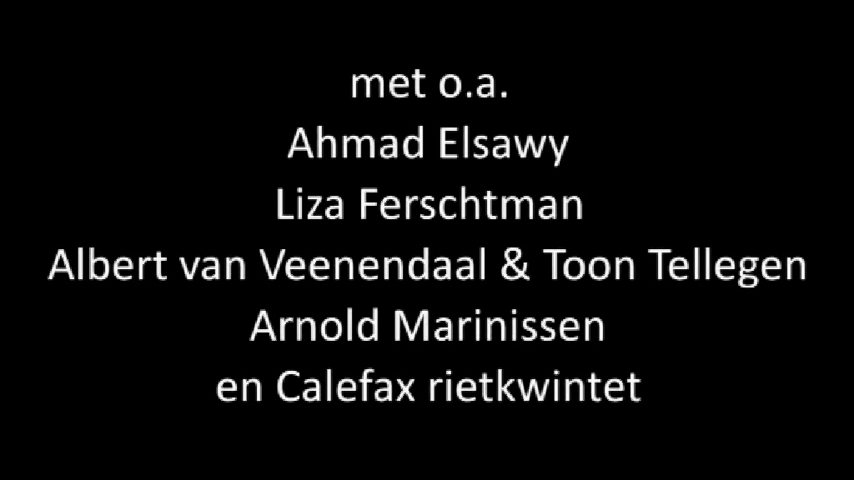 met o.a.
Ahmad Elsawy
Liza Ferschtman
Albert van Veenendaal & Toon Tellegen
Arnold Marinissen
en Calefax rietkwintet